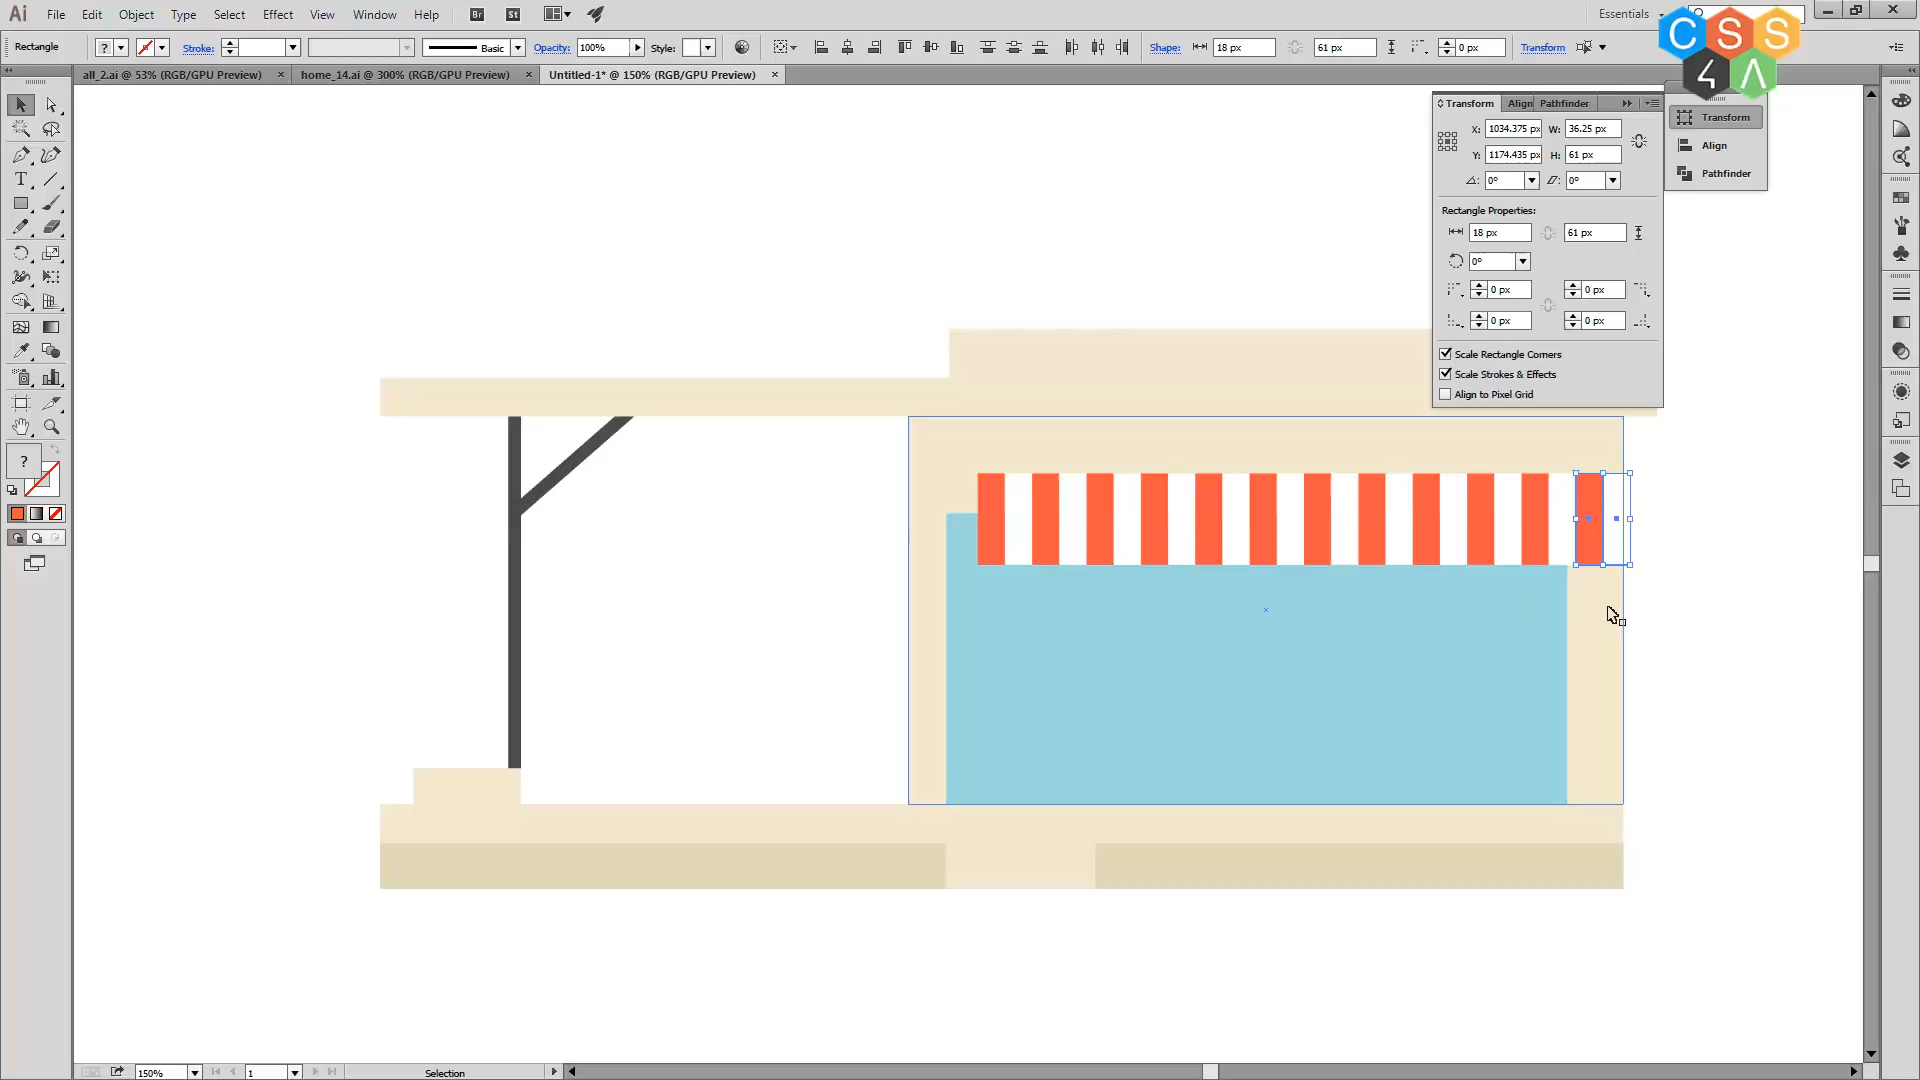 Ai File Edit Object Type Select Effect View Window Help Br St Essentials
Rectangle ? Stroke: Basic Opacity: 100% Style: Shape: 18 px 61 px 0 px Transform
all_2.ai @ 53% (RGB/GPU Preview) × home_14.ai @ 300% (RGB/GPU Preview) × Untitled-1* @ 150% (RGB/GPU Preview) ×
CSS
4
Transform Align Pathfinder
X: 1034.375 px W: 36.25 px
Y: 1174.435 px H: 61 px
0° 0°
Rectangle Properties:
18 px 61 px
0°
0 px 0 px
0 px 0 px
Scale Rectangle Corners
Scale Strokes & Effects
Align to Pixel Grid
Transform
Align
Pathfinder
T
?
150% 1 Selection